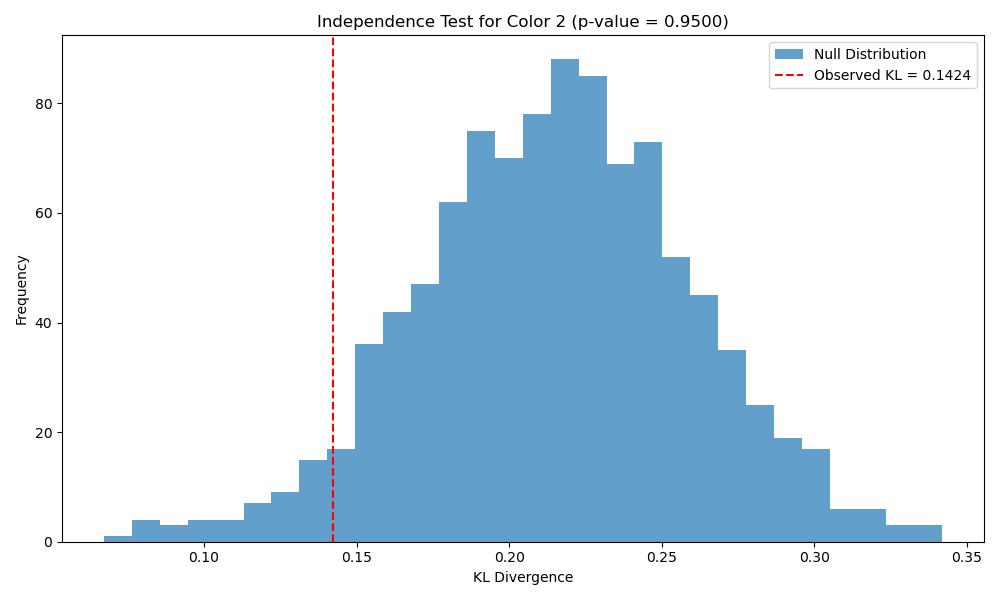 Independence Test for Color 2 (p-value = 0.9500)
Null Distribution
Observed KL = 0.1424
Frequency
80
60
40
20
0
0.10 0.15 0.20 0.25 0.30 0.35
KL Divergence